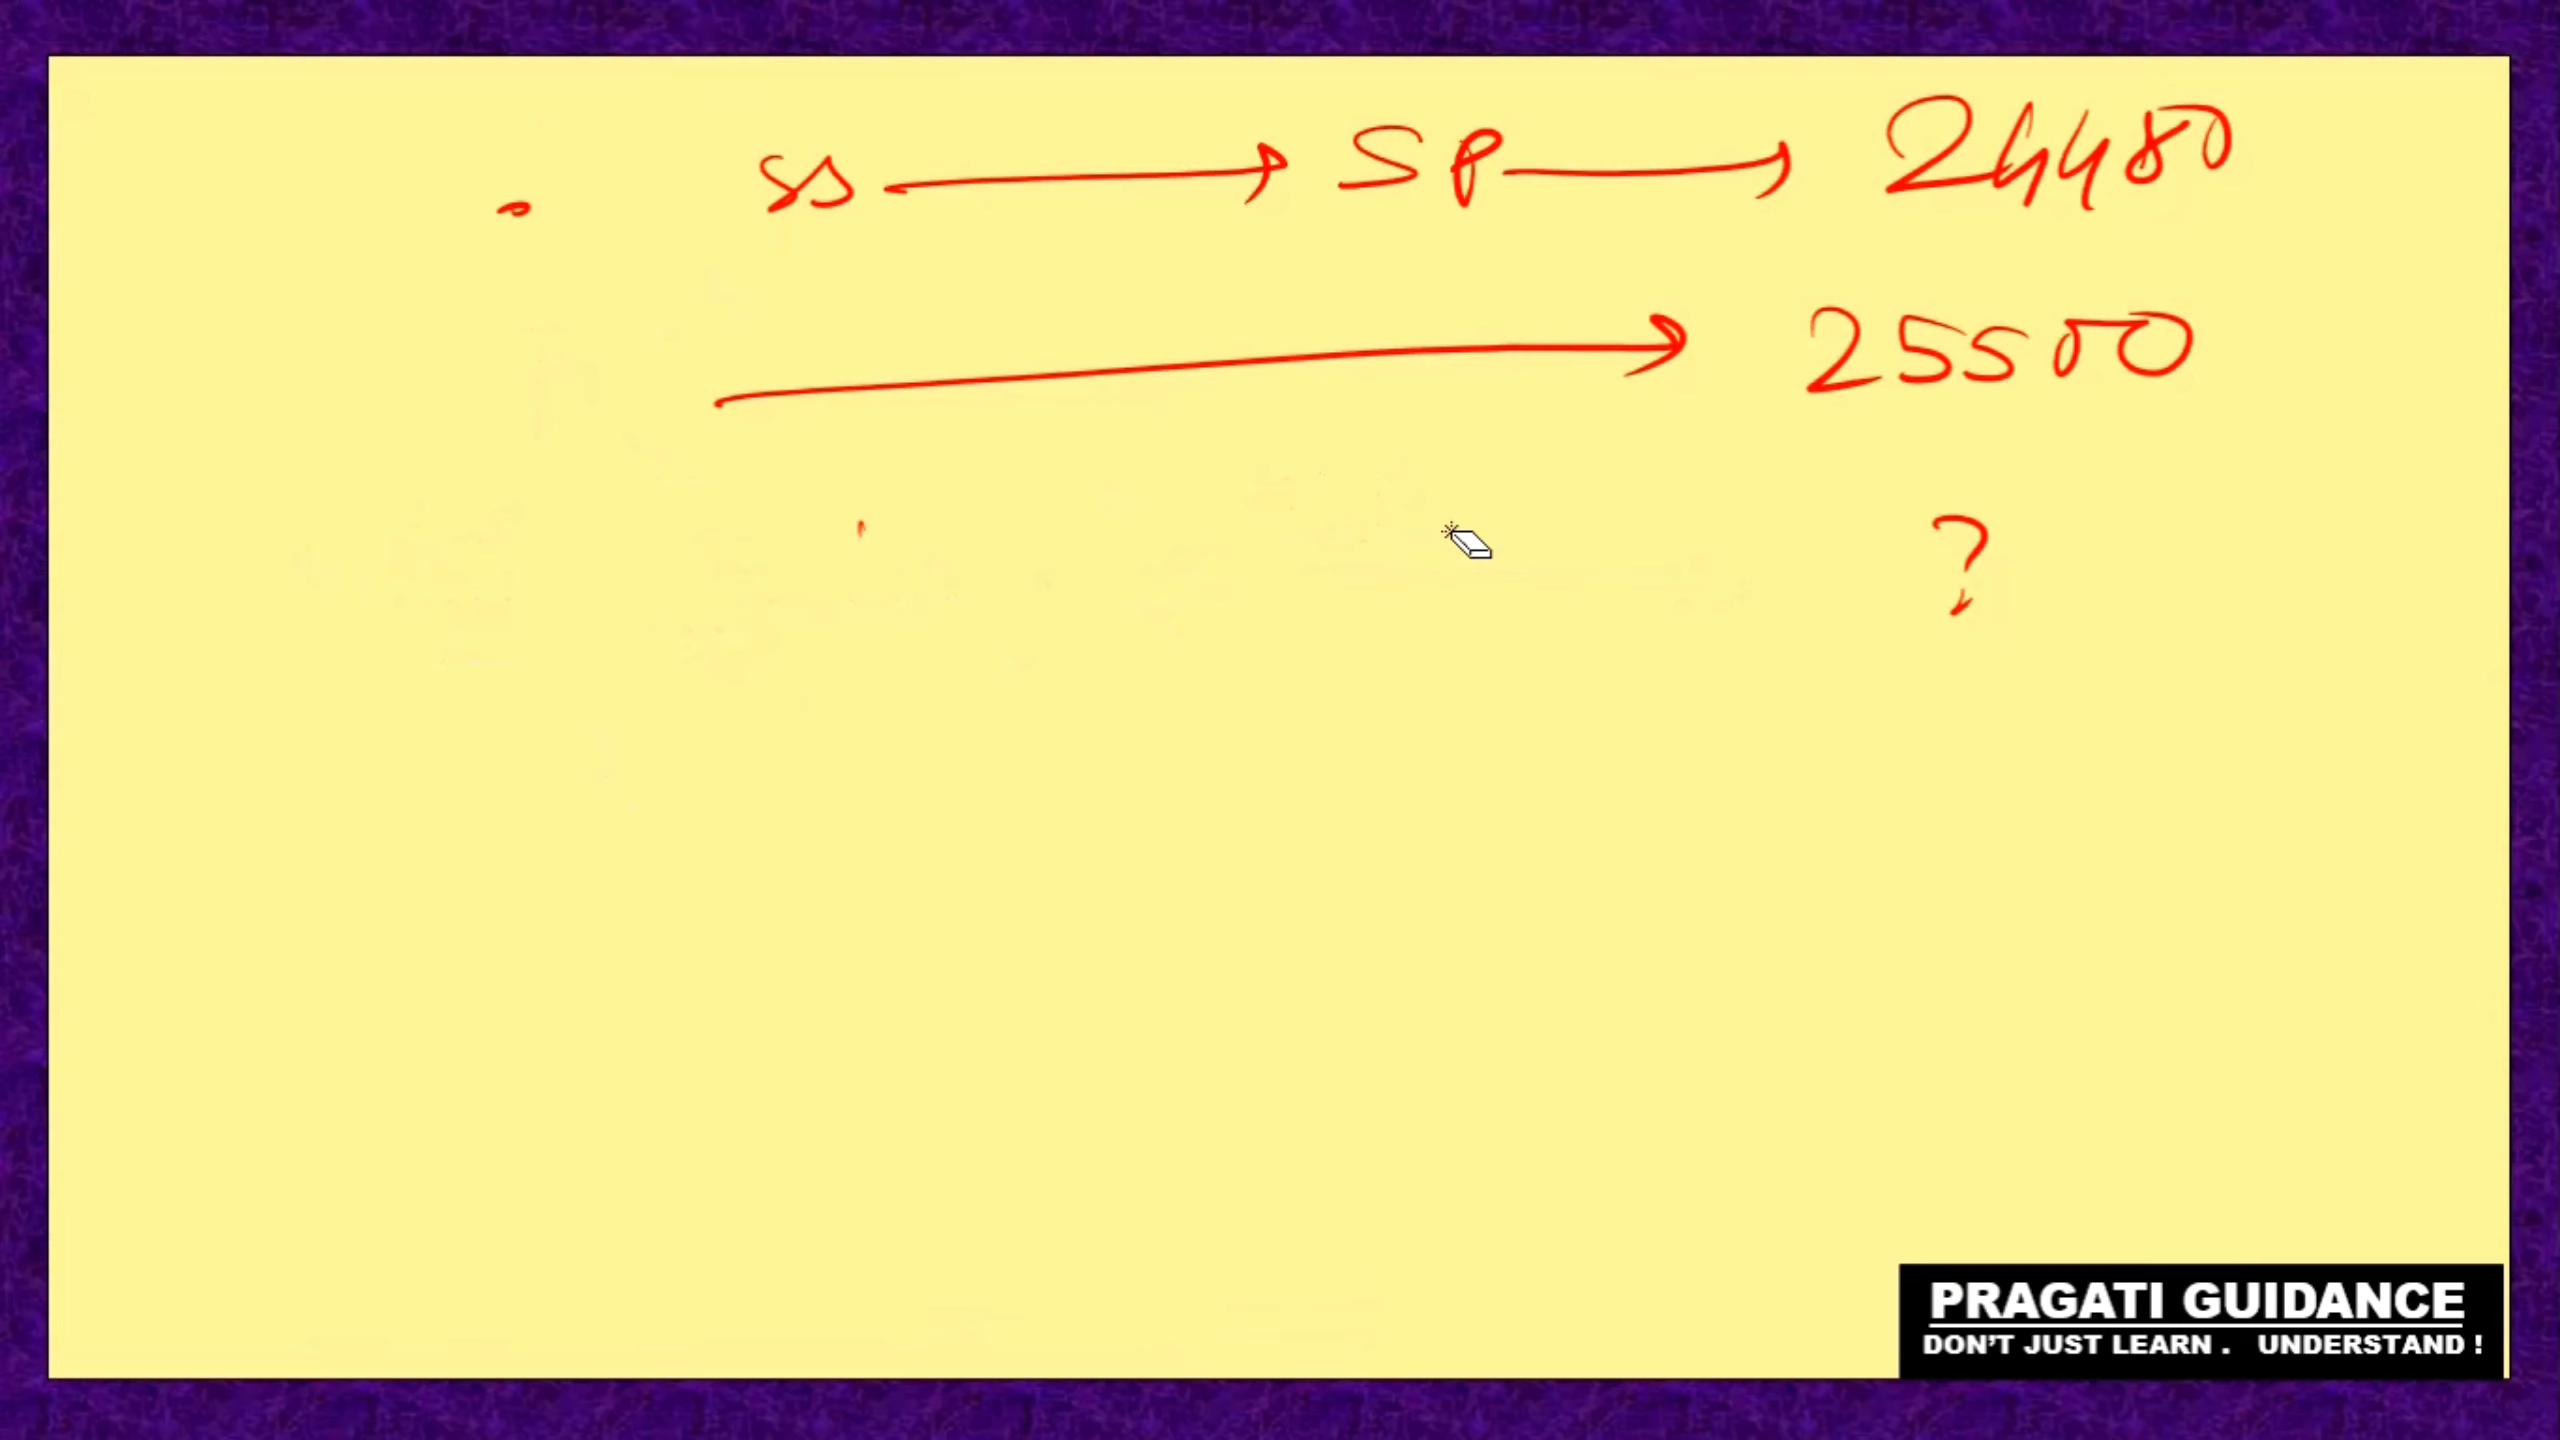 SS → SP → 24480
→ 25500
?
PRAGATI GUIDANCE
DON'T JUST LEARN . UNDERSTAND !